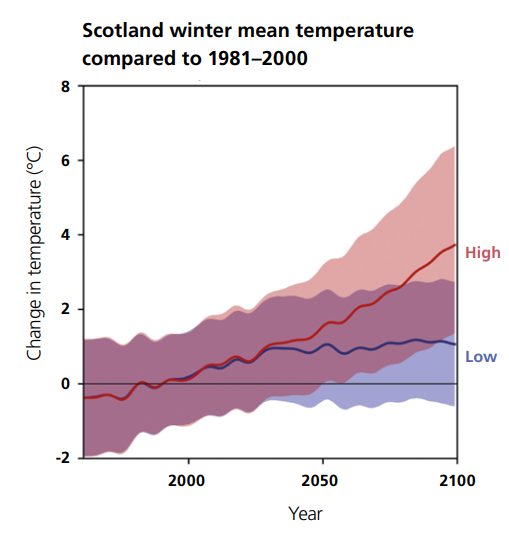 Scotland winter mean temperature
compared to 1981–2000
8
6
4
2
0
-2
Change in temperature (°C)
High
Low
2000
2050
2100
Year